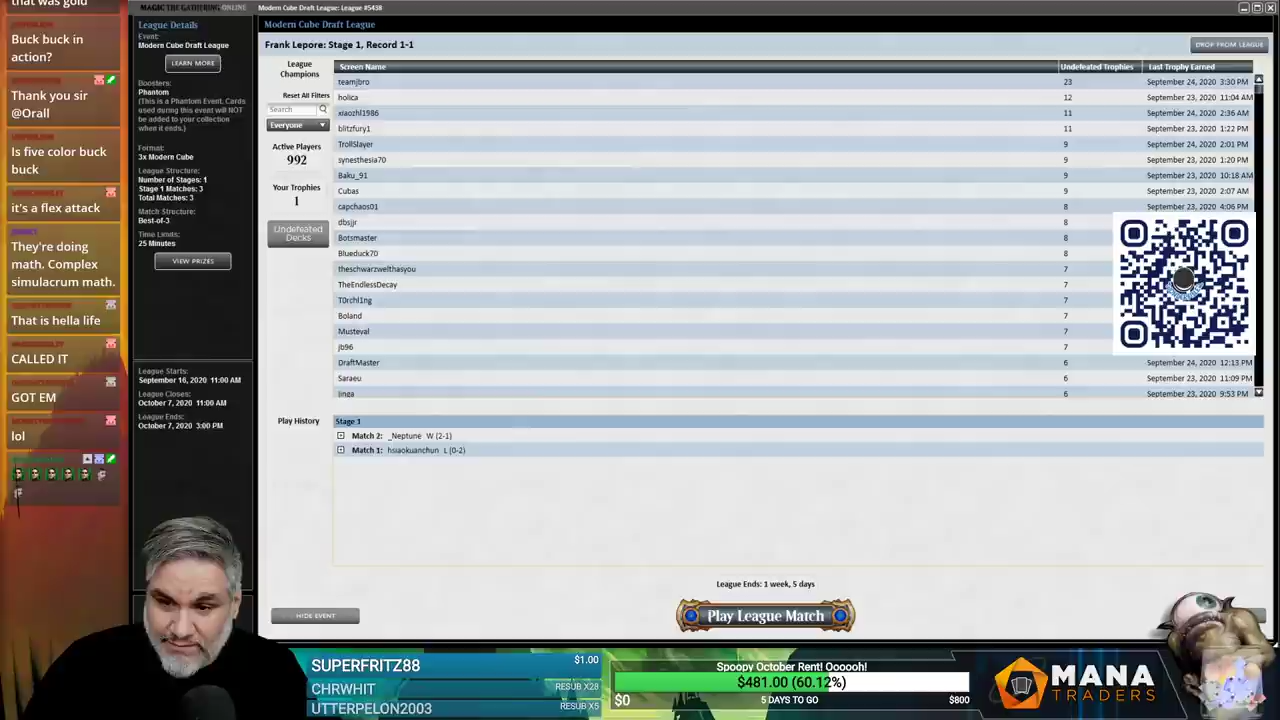 that was gold
Buck buck in
action?
Thank you sir
@Orall
Is five color buck
buck
it's a flex attack
They're doing
math. Complex
simulacrum math.
That is hella life
CALLED IT
GOT EM
lol
MAGIC THE GATHERING ONLINE
Modern Cube Draft League: League #5438
League Details
Event:
Modern Cube Draft League
LEARN MORE
Boosters:
Phantom
(This is a Phantom Event. Cards
used during this event will NOT
be added to your collection
when it ends.)
Format:
3x Modern Cube
League Structure:
Number of Stages: 1
Stage 1 Matches: 3
Total Matches: 3
Match Structure:
Best-of-3
Time Limits:
25 Minutes
VIEW PRIZES
League Starts:
September 16, 2020 11:00 AM
League Closes:
October 7, 2020 11:00 AM
League Ends:
October 7, 2020 3:00 PM
Modern Cube Draft League
Frank Lepore: Stage 1, Record 1-1
DROP FROM LEAGUE
League
Champions
Reset All Filters
Search
Everyone
Active Players
992
Your Trophies
1
Undefeated
Decks
Screen Name Undefeated Trophies Last Trophy Earned
teamjbro 23 September 24, 2020 3:30 PM
holica 12 September 23, 2020 11:04 AM
xiaozhl1986 11 September 24, 2020 2:36 AM
blitzfury1 11 September 23, 2020 1:22 PM
TrollSlayer 9 September 24, 2020 2:01 PM
synesthesia70 9 September 23, 2020 1:20 PM
Baku_91 9 September 23, 2020 10:18 AM
Cubas 9 September 23, 2020 2:07 AM
capchaos01 8 September 23, 2020 4:06 PM
dbsjjr 8
Botsmaster 8
Blueduck70 8
theschwarzwelthasyou 7
TheEndlessDecay 7
T0rchl1ng 7
Boland 7
Musteval 7
jb96 7
DraftMaster 6 September 24, 2020 12:13 PM
Saraeu 6 September 23, 2020 11:09 PM
linga 6 September 23, 2020 9:53 PM
Play History
Stage 1
Match 2: _Neptune W (2-1)
Match 1: hsiaokuanchun L (0-2)
League Ends: 1 week, 5 days
HIDE EVENT
Play League Match
SUPERFRITZ88 $1.00
CHRWHIT RESUB X28
UTTERPELON2003 RESUB X5
Spoopy October Rent! Oooooh!
$481.00 (60.12%)
$0 5 DAYS TO GO $800
MANA
TRADERS